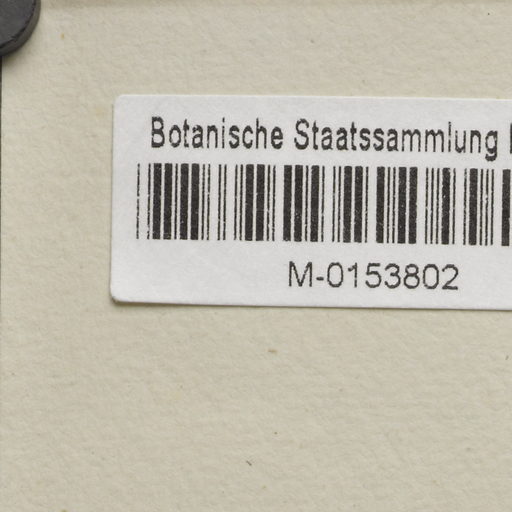 Botanische Staatssammlung
M-0153802